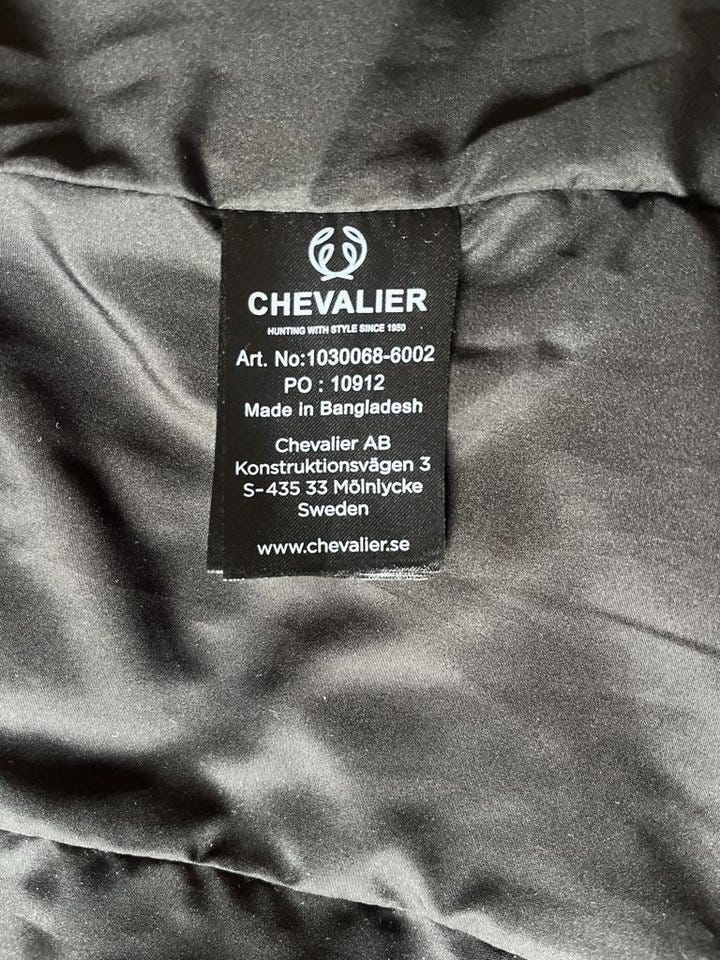 CHEVALIER
HUNTING WITH STYLE SINCE 1950
Art. No:1030068-6002
PO : 10912
Made in Bangladesh
Chevalier AB
Konstruktionsvägen 3
S-435 33 Mölnlycke
Sweden
www.chevalier.se